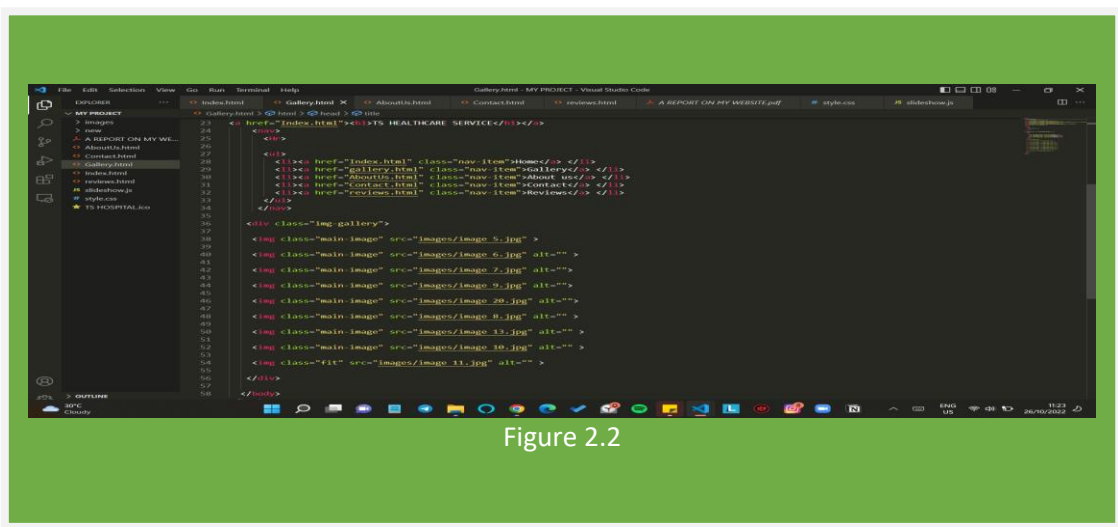 File Edit Selection View Go Run Terminal Help
Gallery.html - MY PROJECT - Visual Studio Code
EXPLORER
Index.html Gallery.html AboutUs.html Contact.html reviews.html A REPORT ON MY WEBSITE.pdf style.css slideshow.js
MY PROJECT
Images
new
A REPORT ON MY WE...
AboutUs.html
Contact.html
Gallery.html
Index.html
reviews.html
slideshow.js
style.css
TS HOSPITAL.ico
Gallery.html > html > head > title
23 <a href="Index.html"><h1>TS HEALTHCARE SERVICE</h1></a>
24 <nav>
25 <Hr>
26
27 <ul>
28 <li><a href="Index.html" class="nav-item">Home</a> </li>
29 <li><a href="gallery.html" class="nav-item">Gallery</a> </li>
30 <li><a href="AboutUs.html" class="nav-item">About us</a> </li>
31 <li><a href="Contact.html" class="nav-item">Contact</a> </li>
32 <li><a href="reviews.html" class="nav-item">Reviews</a> </li>
33 </ul>
34 </nav>
35
36 <div class="img-gallery">
37
38 <img class="main-image" src="images/image 5.jpg" >
39
40 <img class="main-image" src="images/image 6.jpg" alt="" >
41
42 <img class="main-image" src="images/image 7.jpg" alt="">
43
44 <img class="main-image" src="images/image 9.jpg" alt="">
45
46 <img class="main-image" src="images/image 20.jpg" alt="">
47
48 <img class="main-image" src="images/image 8.jpg" alt="">
49
50 <img class="main-image" src="images/image 13.jpg" alt="" >
51
52 <img class="main-image" src="images/image 10.jpg" alt="" >
53
54 <img class="fit" src="images/image 11.jpg" alt="" >
55
56 </div>
57
58 </body>
OUTLINE
30°C
Cloudy
ENG
US
11:23
26/10/2022
Figure 2.2